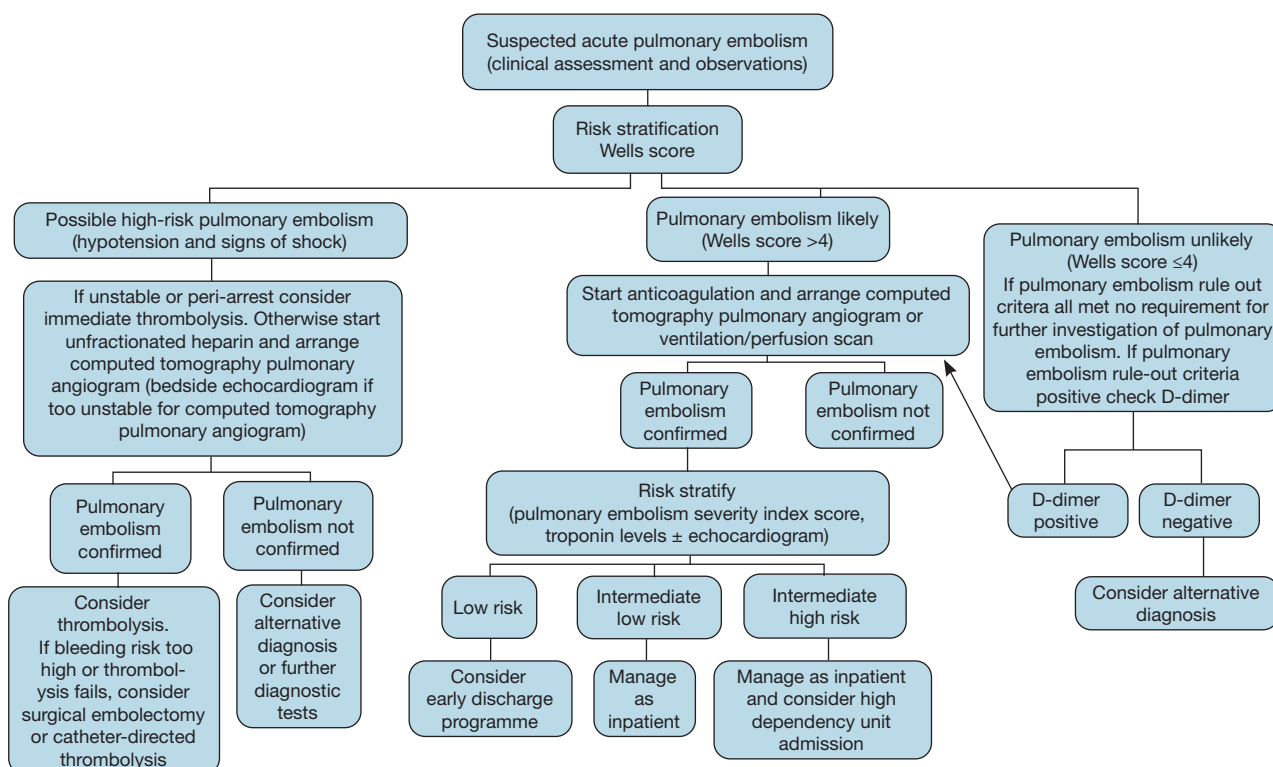 Suspected acute pulmonary embolism
(clinical assessment and observations)
Risk stratification
Wells score
Possible high-risk pulmonary embolism
(hypotension and signs of shock)
Pulmonary embolism likely
(Wells score >4)
Pulmonary embolism unlikely
(Wells score ≤4)
If pulmonary embolism rule out
critera all met no requirement for
further investigation of pulmonary
embolism. If pulmonary
embolism rule-out criteria
positive check D-dimer
If unstable or peri-arrest consider
immediate thrombolysis. Otherwise start
unfractionated heparin and arrange
computed tomography pulmonary
angiogram (bedside echocardiogram if
too unstable for computed tomography
pulmonary angiogram)
Start anticoagulation and arrange computed
tomography pulmonary angiogram or
ventilation/perfusion scan
Pulmonary
embolism
confirmed
Pulmonary
embolism not
confirmed
Pulmonary
embolism
confirmed
Pulmonary
embolism not
confirmed
D-dimer
positive
D-dimer
negative
Risk stratify
(pulmonary embolism severity index score,
troponin levels ± echocardiogram)
Consider
thrombolysis.
If bleeding risk too
high or thrombol-
ysis fails, consider
surgical embolectomy
or catheter-directed
thrombolysis
Consider
alternative
diagnosis
or further
diagnostic
tests
Low risk
Intermediate
low risk
Intermediate
high risk
Consider alternative
diagnosis
Consider
early discharge
programme
Manage
as
inpatient
Manage as inpatient
and consider high
dependency unit
admission